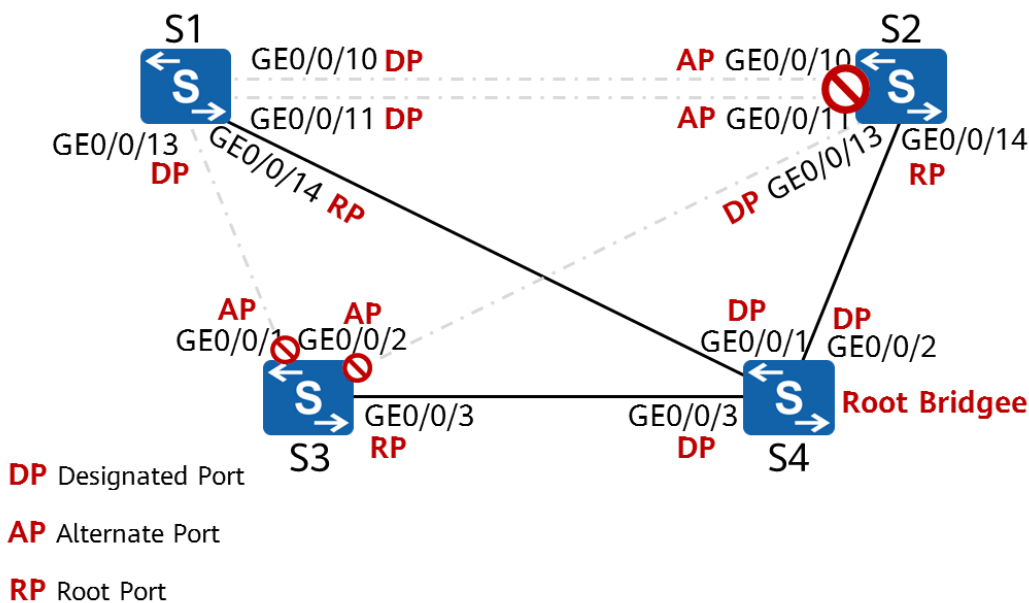 S1
S2
GE0/0/10 DP
AP GE0/0/10
S
S
GE0/0/11 DP
AP GE0/0/11
GE0/0/13
DP
GE0/0/14 RP
DP GE0/0/13
GE0/0/14
RP
AP
GE0/0/1
AP
GE0/0/2
DP
GE0/0/1
DP
GE0/0/2
S
S
Root Bridgee
GE0/0/3
RP
GE0/0/3
DP
S3
S4
DP Designated Port
AP Alternate Port
RP Root Port